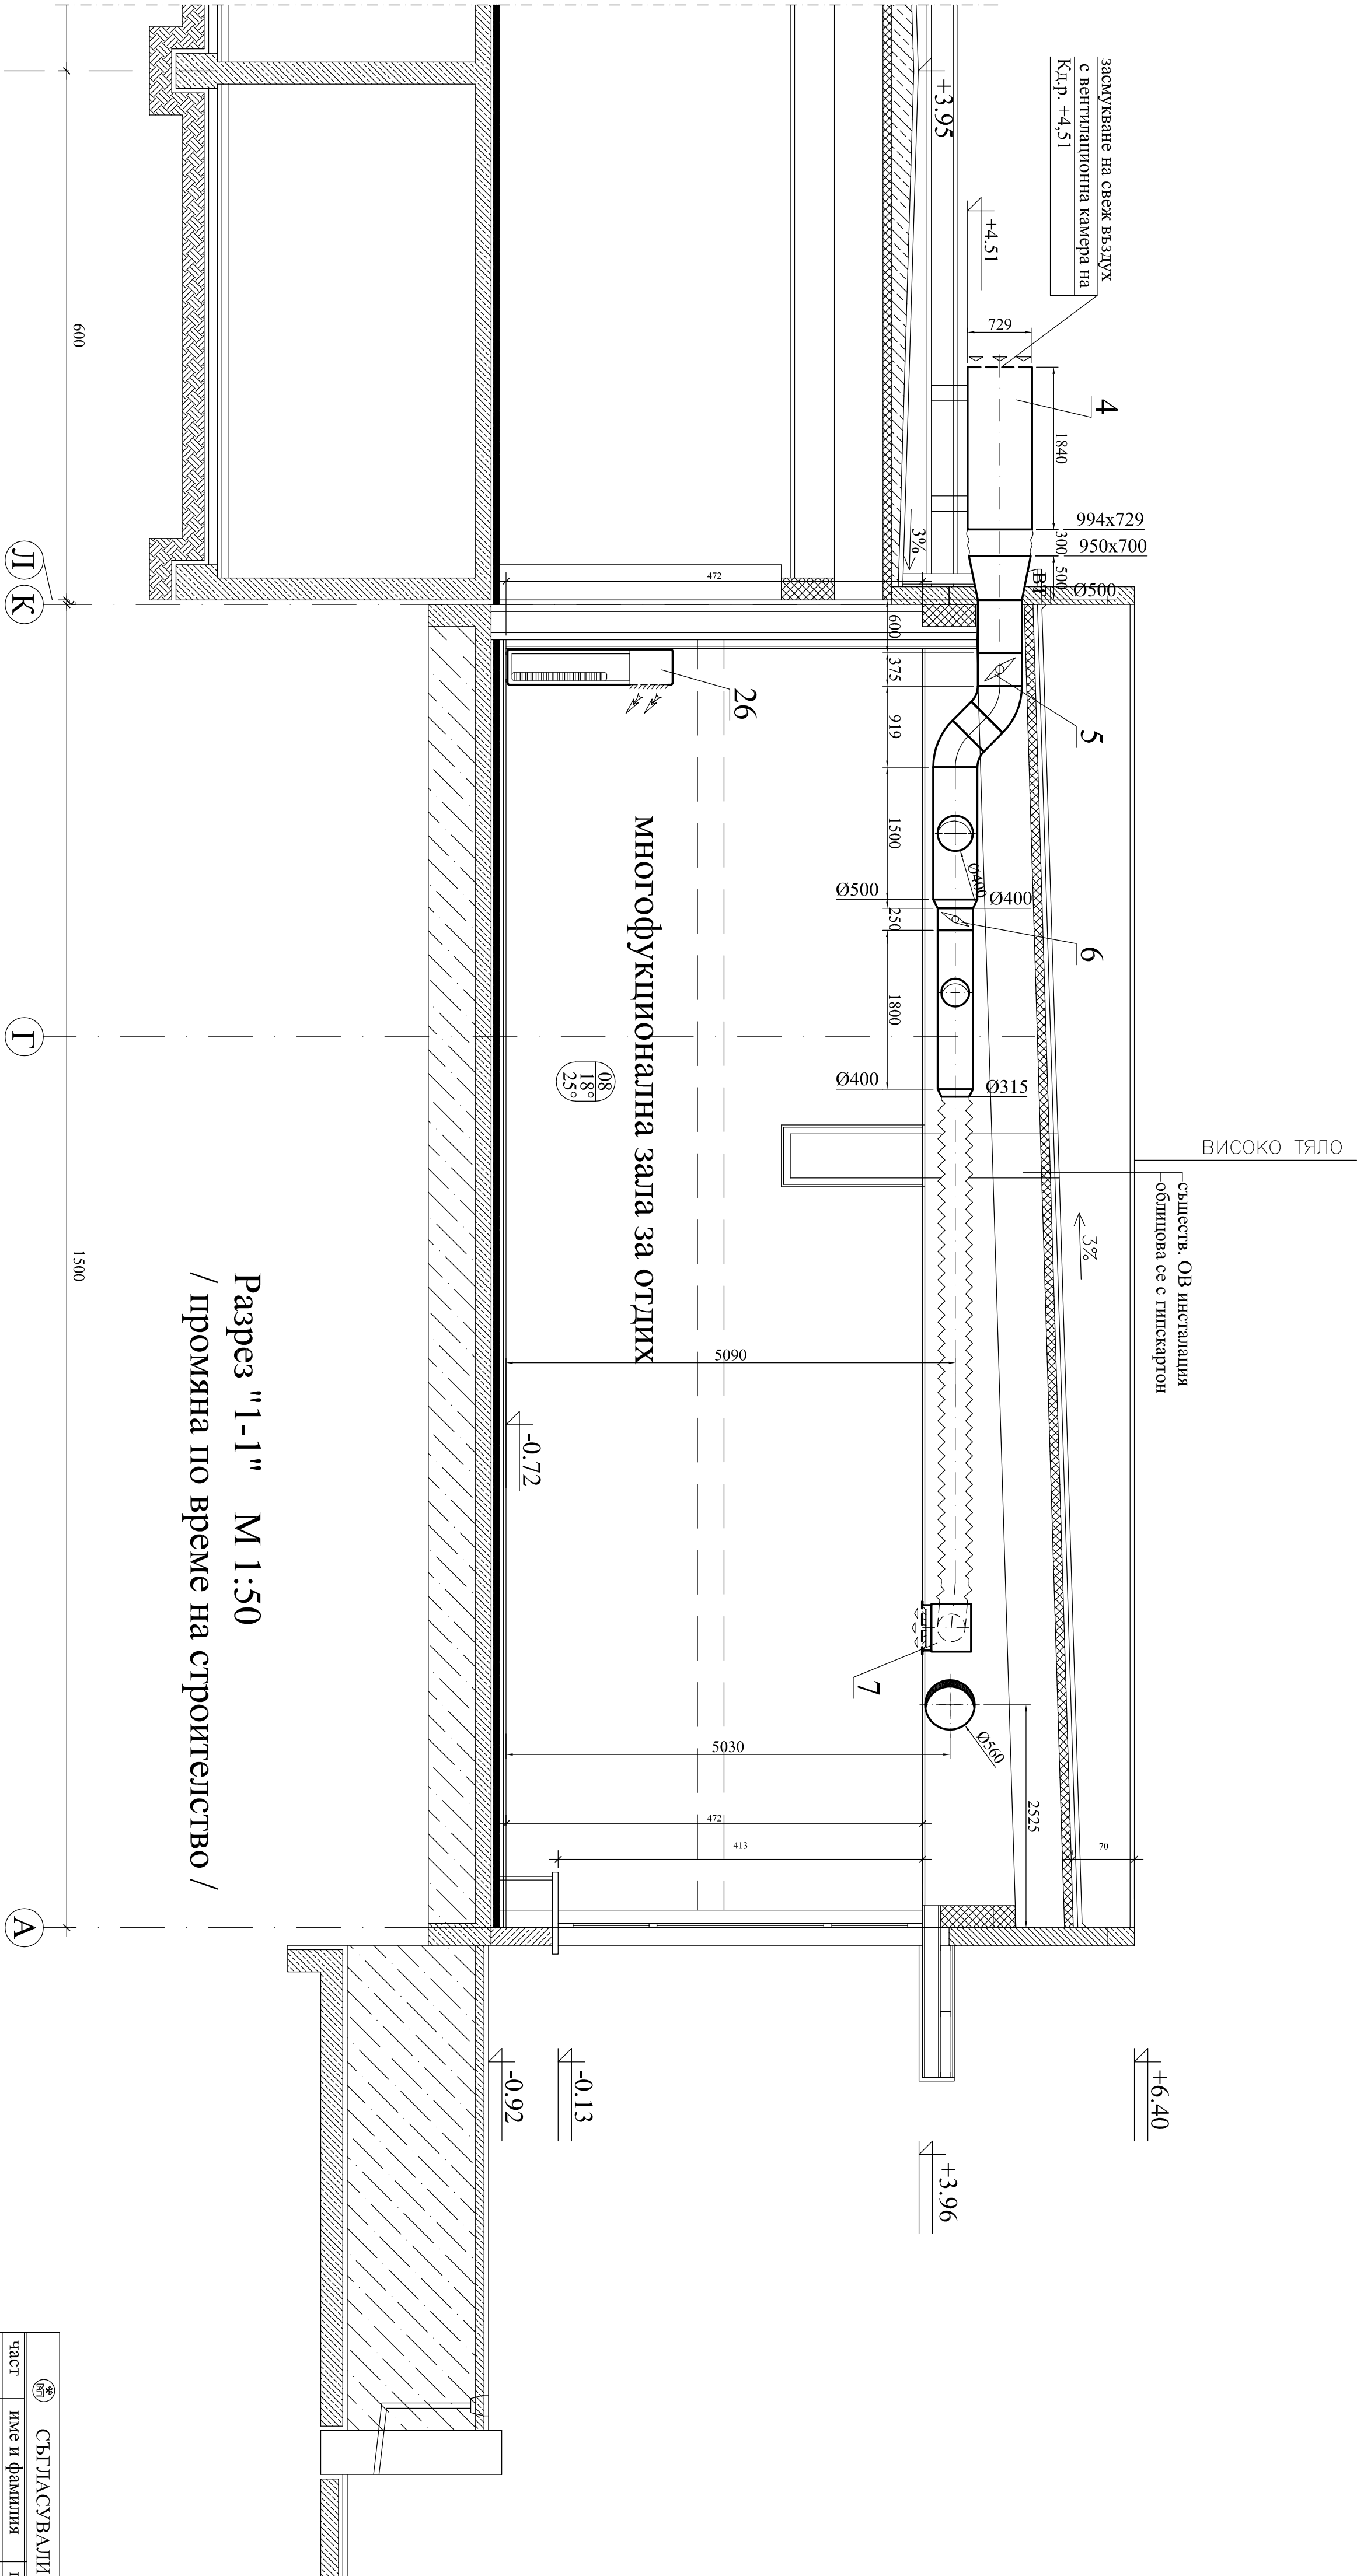 засмукване на свеж въздух
с вентилационна камера на
Кд.р. +4,51
+3.95
+4.51
729
4
1840
994x729
300
950x700
500
ВТ
Ø500
3%
472
600
375
919
1500
250
1800
26
5
Ø400
Ø500
Ø400
6
Ø400
Ø315
ВИСОКО ТЯЛО
съществ. ОВ инсталация
облицова се с гипскартон
3%
многофукционална зала за отдих
08
18°
25°
5090
-0.72
7
Ø560
5030
2525
472
413
70
+6.40
+3.96
-0.13
-0.92
600
1500
Л
К
Г
А
Разрез "1-1" М 1:50
/ промяна по време на строителство /
СЪГЛАСУВАЛИ
част
име и фамилия